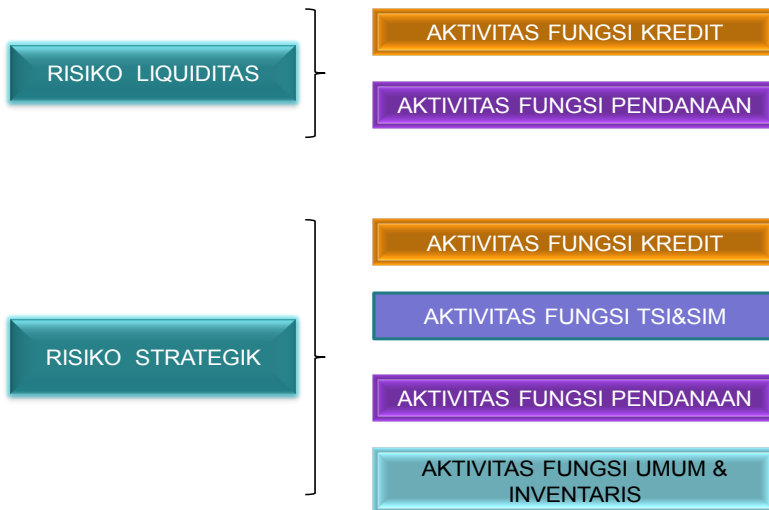 RISIKO LIQUIDITAS
AKTIVITAS FUNGSI KREDIT
AKTIVITAS FUNGSI PENDANAAN
RISIKO STRATEGIK
AKTIVITAS FUNGSI KREDIT
AKTIVITAS FUNGSI TSI&SIM
AKTIVITAS FUNGSI PENDANAAN
AKTIVITAS FUNGSI UMUM &
INVENTARIS